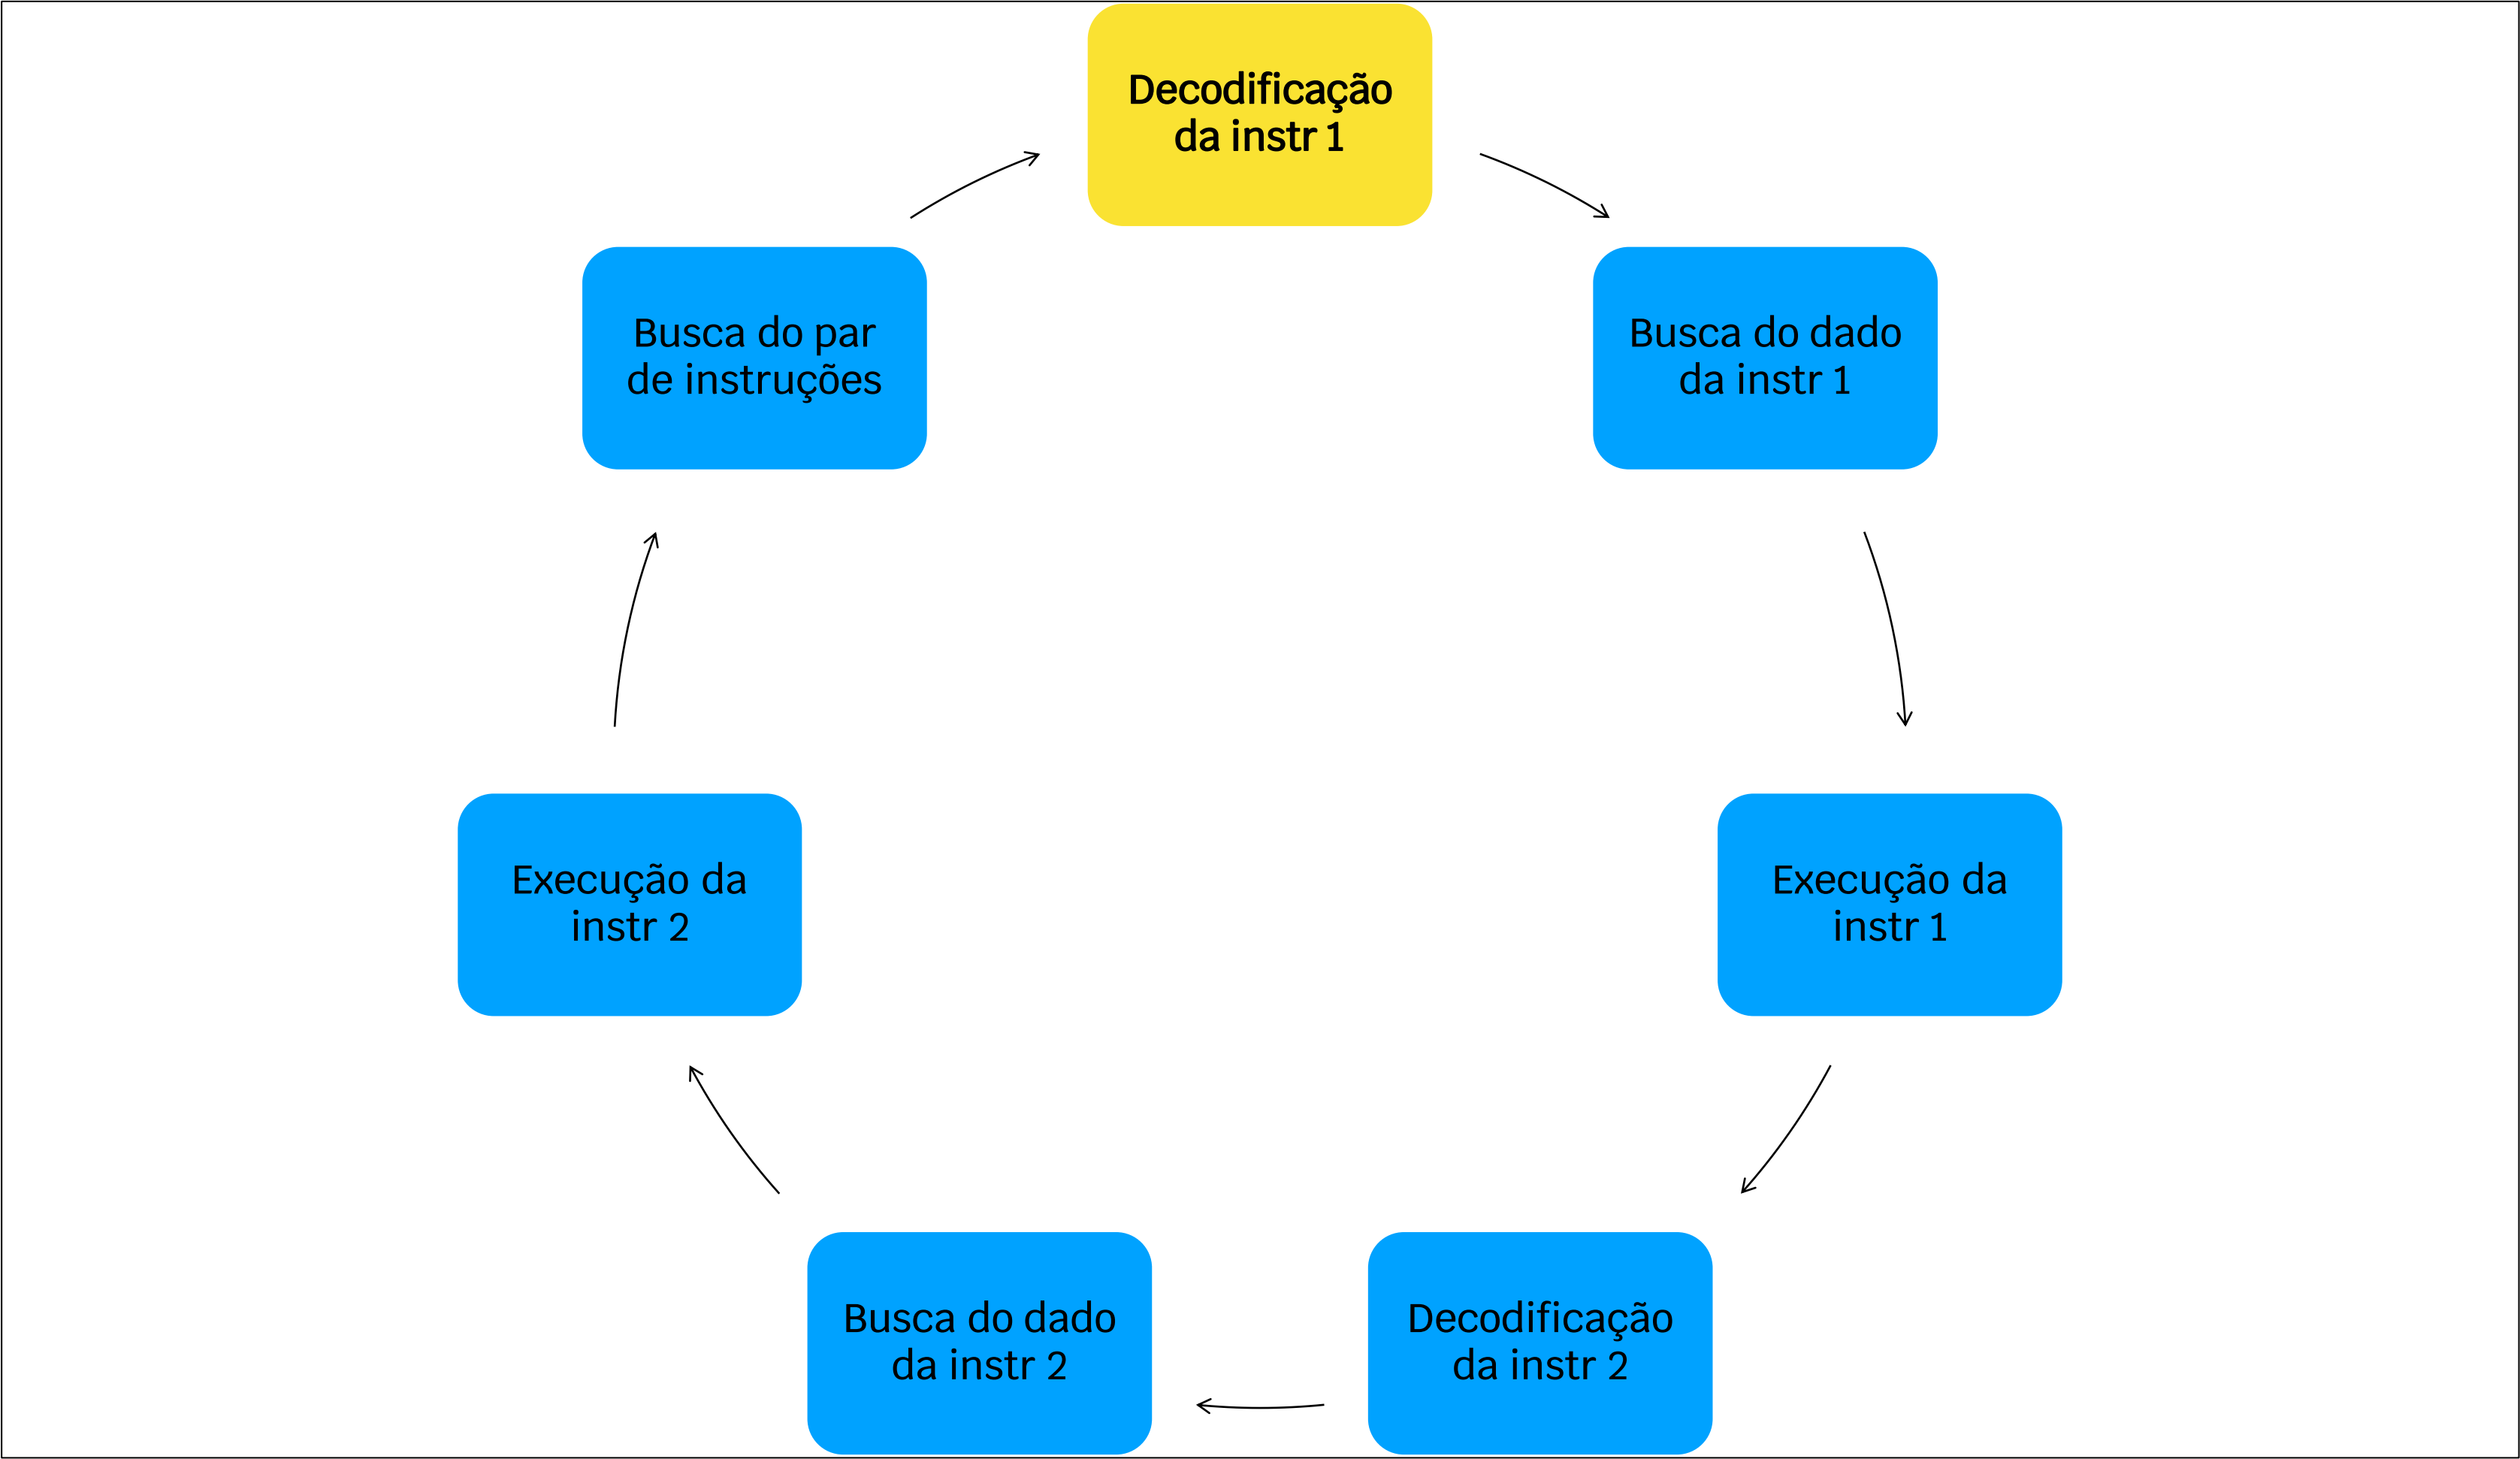 Decodificação
da instr 1
Busca do par
de instruções
Busca do dado
da instr 1
Execução da
instr 2
Execução da
instr 1
Busca do dado
da instr 2
Decodificação
da instr 2